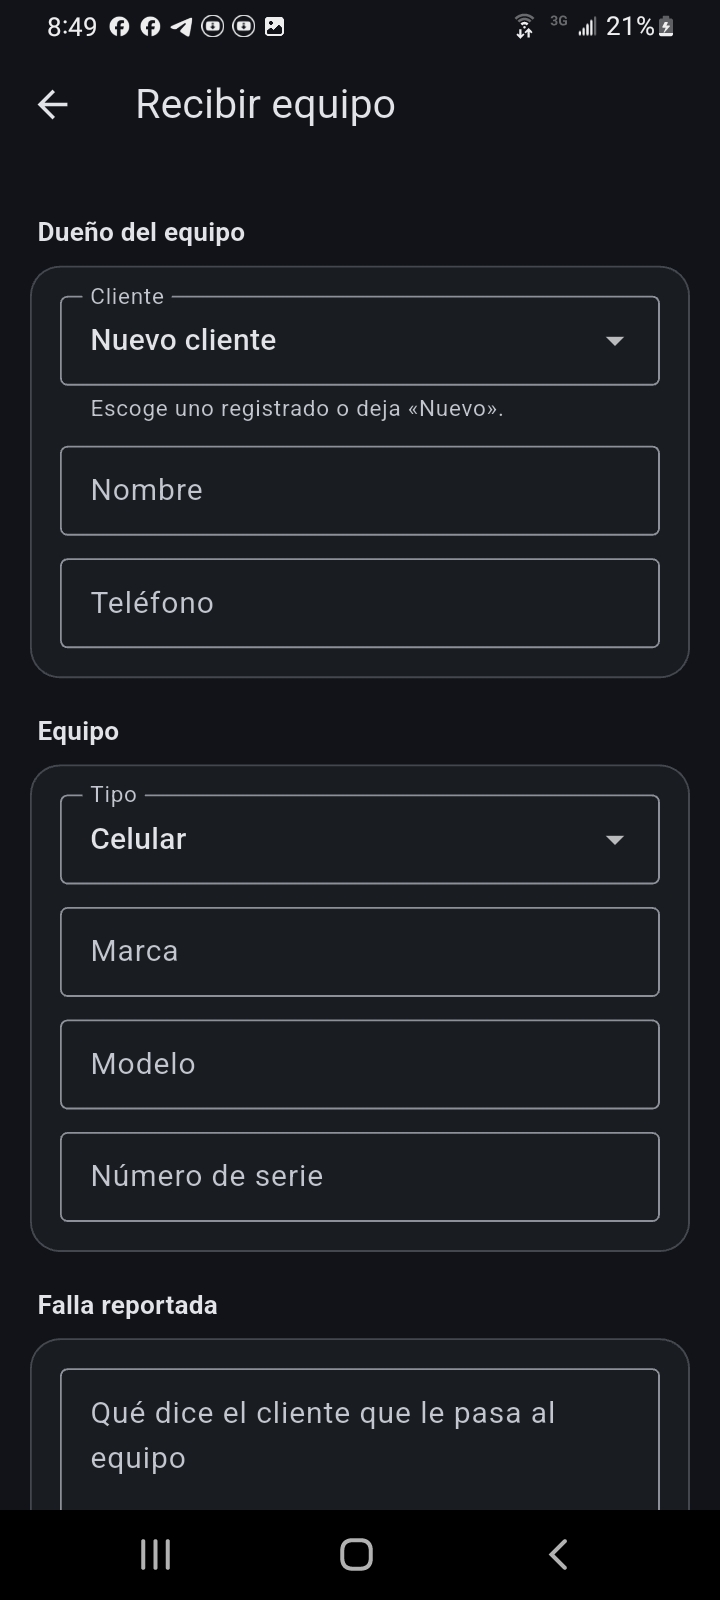 8:49
3G
21%
Recibir equipo
Dueño del equipo
Cliente
Nuevo cliente
Escoge uno registrado o deja «Nuevo».
Nombre
Teléfono
Equipo
Tipo
Celular
Marca
Modelo
Número de serie
Falla reportada
Qué dice el cliente que le pasa al
equipo